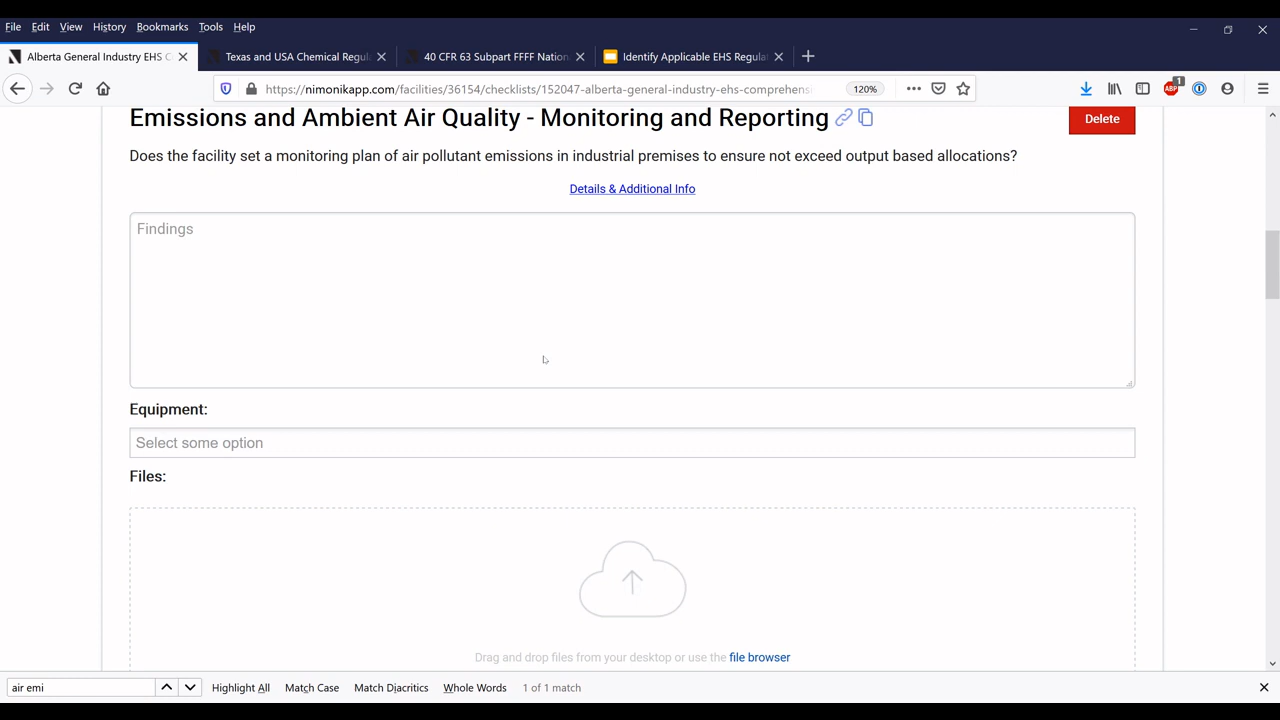 File Edit View History Bookmarks Tools Help
Alberta General Industry EHS C
Texas and USA Chemical Regul
40 CFR 63 Subpart FFFF Nation
Identify Applicable EHS Regulat
https://nimonikapp.com/facilities/36154/checklists/152047-alberta-general-industry-ehs-comprehens
120%
ABP 1
Emissions and Ambient Air Quality - Monitoring and Reporting
Delete
Does the facility set a monitoring plan of air pollutant emissions in industrial premises to ensure not exceed output based allocations?
Details & Additional Info
Findings
Equipment:
Select some option
Files:
Drag and drop files from your desktop or use the file browser
air emi
Highlight All Match Case Match Diacritics Whole Words 1 of 1 match